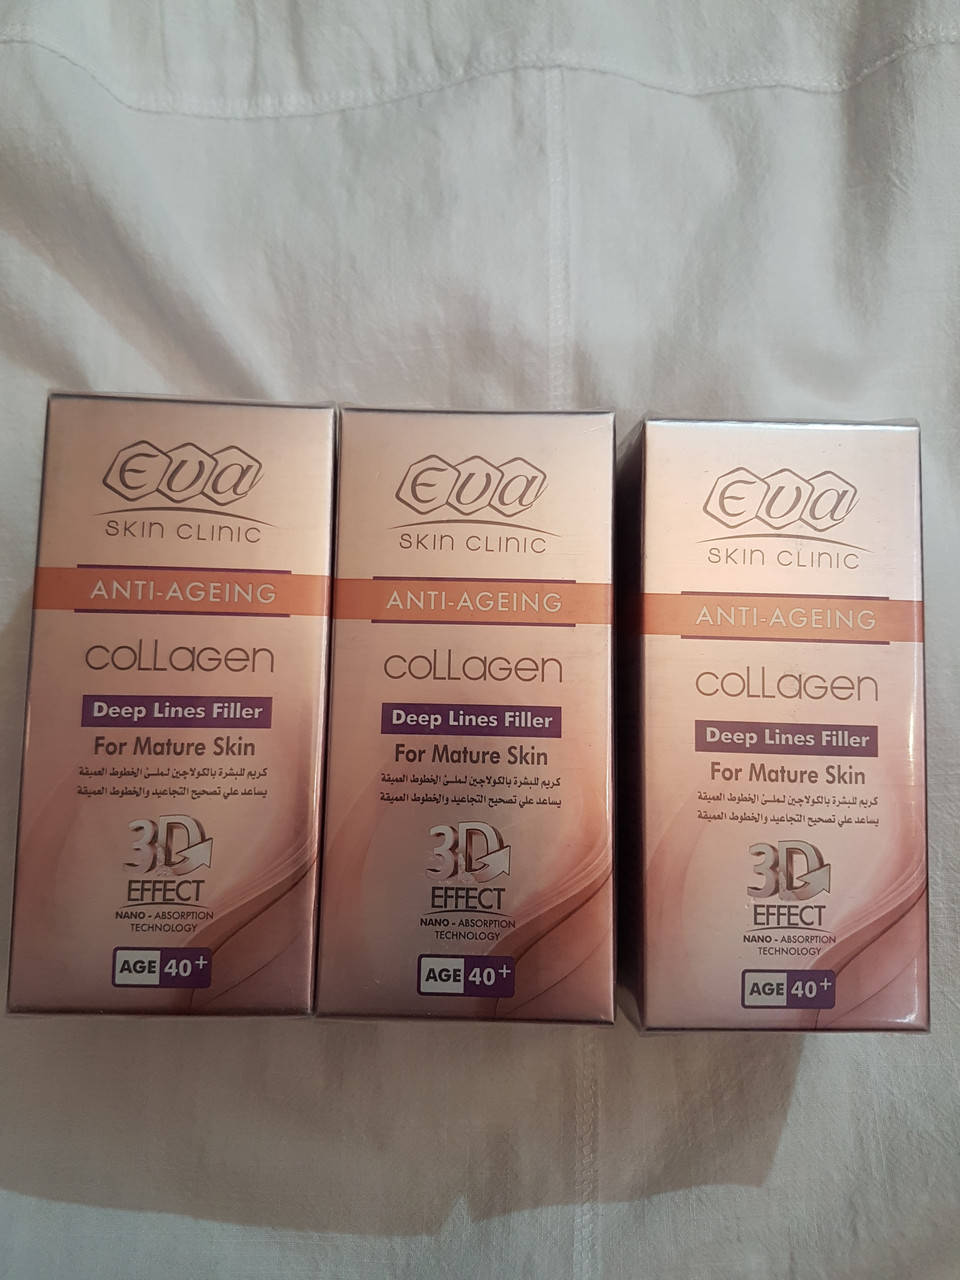 Eva
SKIN CLINIC
ANTI-AGEING
collagen
Deep Lines Filler
For Mature Skin
كريم للبشرة بالكولاجين لملئ الخطوط العميقة
يساعد علي تصحيح التجاعيد والخطوط العميقة
3D
EFFECT
NANO - ABSORPTION
TECHNOLOGY
AGE 40+
Eva
SKIN CLINIC
ANTI-AGEING
collagen
Deep Lines Filler
For Mature Skin
كريم للبشرة بالكولاجين لملئ الخطوط العميقة
يساعد علي تصحيح التجاعيد والخطوط العميقة
3D
EFFECT
NANO - ABSORPTION
TECHNOLOGY
AGE 40+
Eva
SKIN CLINIC
ANTI-AGEING
collagen
Deep Lines Filler
For Mature Skin
كريم للبشرة بالكولاجين لملئ الخطوط العميقة
يساعد علي تصحيح التجاعيد والخطوط العميقة
3D
EFFECT
NANO - ABSORPTION
TECHNOLOGY
AGE 40+